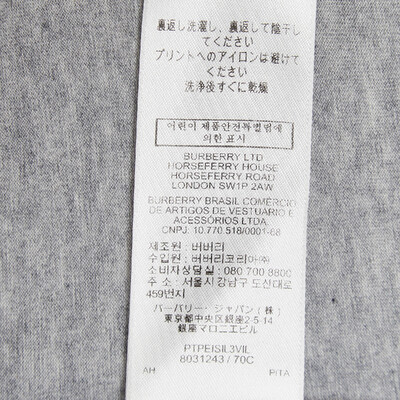 裏返し洗濯し、裏返して陰干し
てください
プリントへのアイロンは避けて
ください
洗浄後すぐに乾燥
어린이 제품안전특별법에
의한 표시
BURBERRY LTD
HORSEFERRY HOUSE
HORSEFERRY ROAD
LONDON SW1P 2AW
BURBERRY BRASIL COMÉRCIO
DE ARTIGOS DE VESTUÁRIO E
ACESSÓRIOS LTDA.
CNPJ. 10.770.518/0001-68
제조원 : 버버리
수입원 : 버버리코리아㈜
소비자상담실: 080 700 8800
주소 : 서울시강남구 도산대로
459번지
バーバリー・ジャパン(株)
東京都中央区銀座2-5-14
銀座マロニエビル
PTPEISIL3VIL
8031243 / 70C
AH P/TA